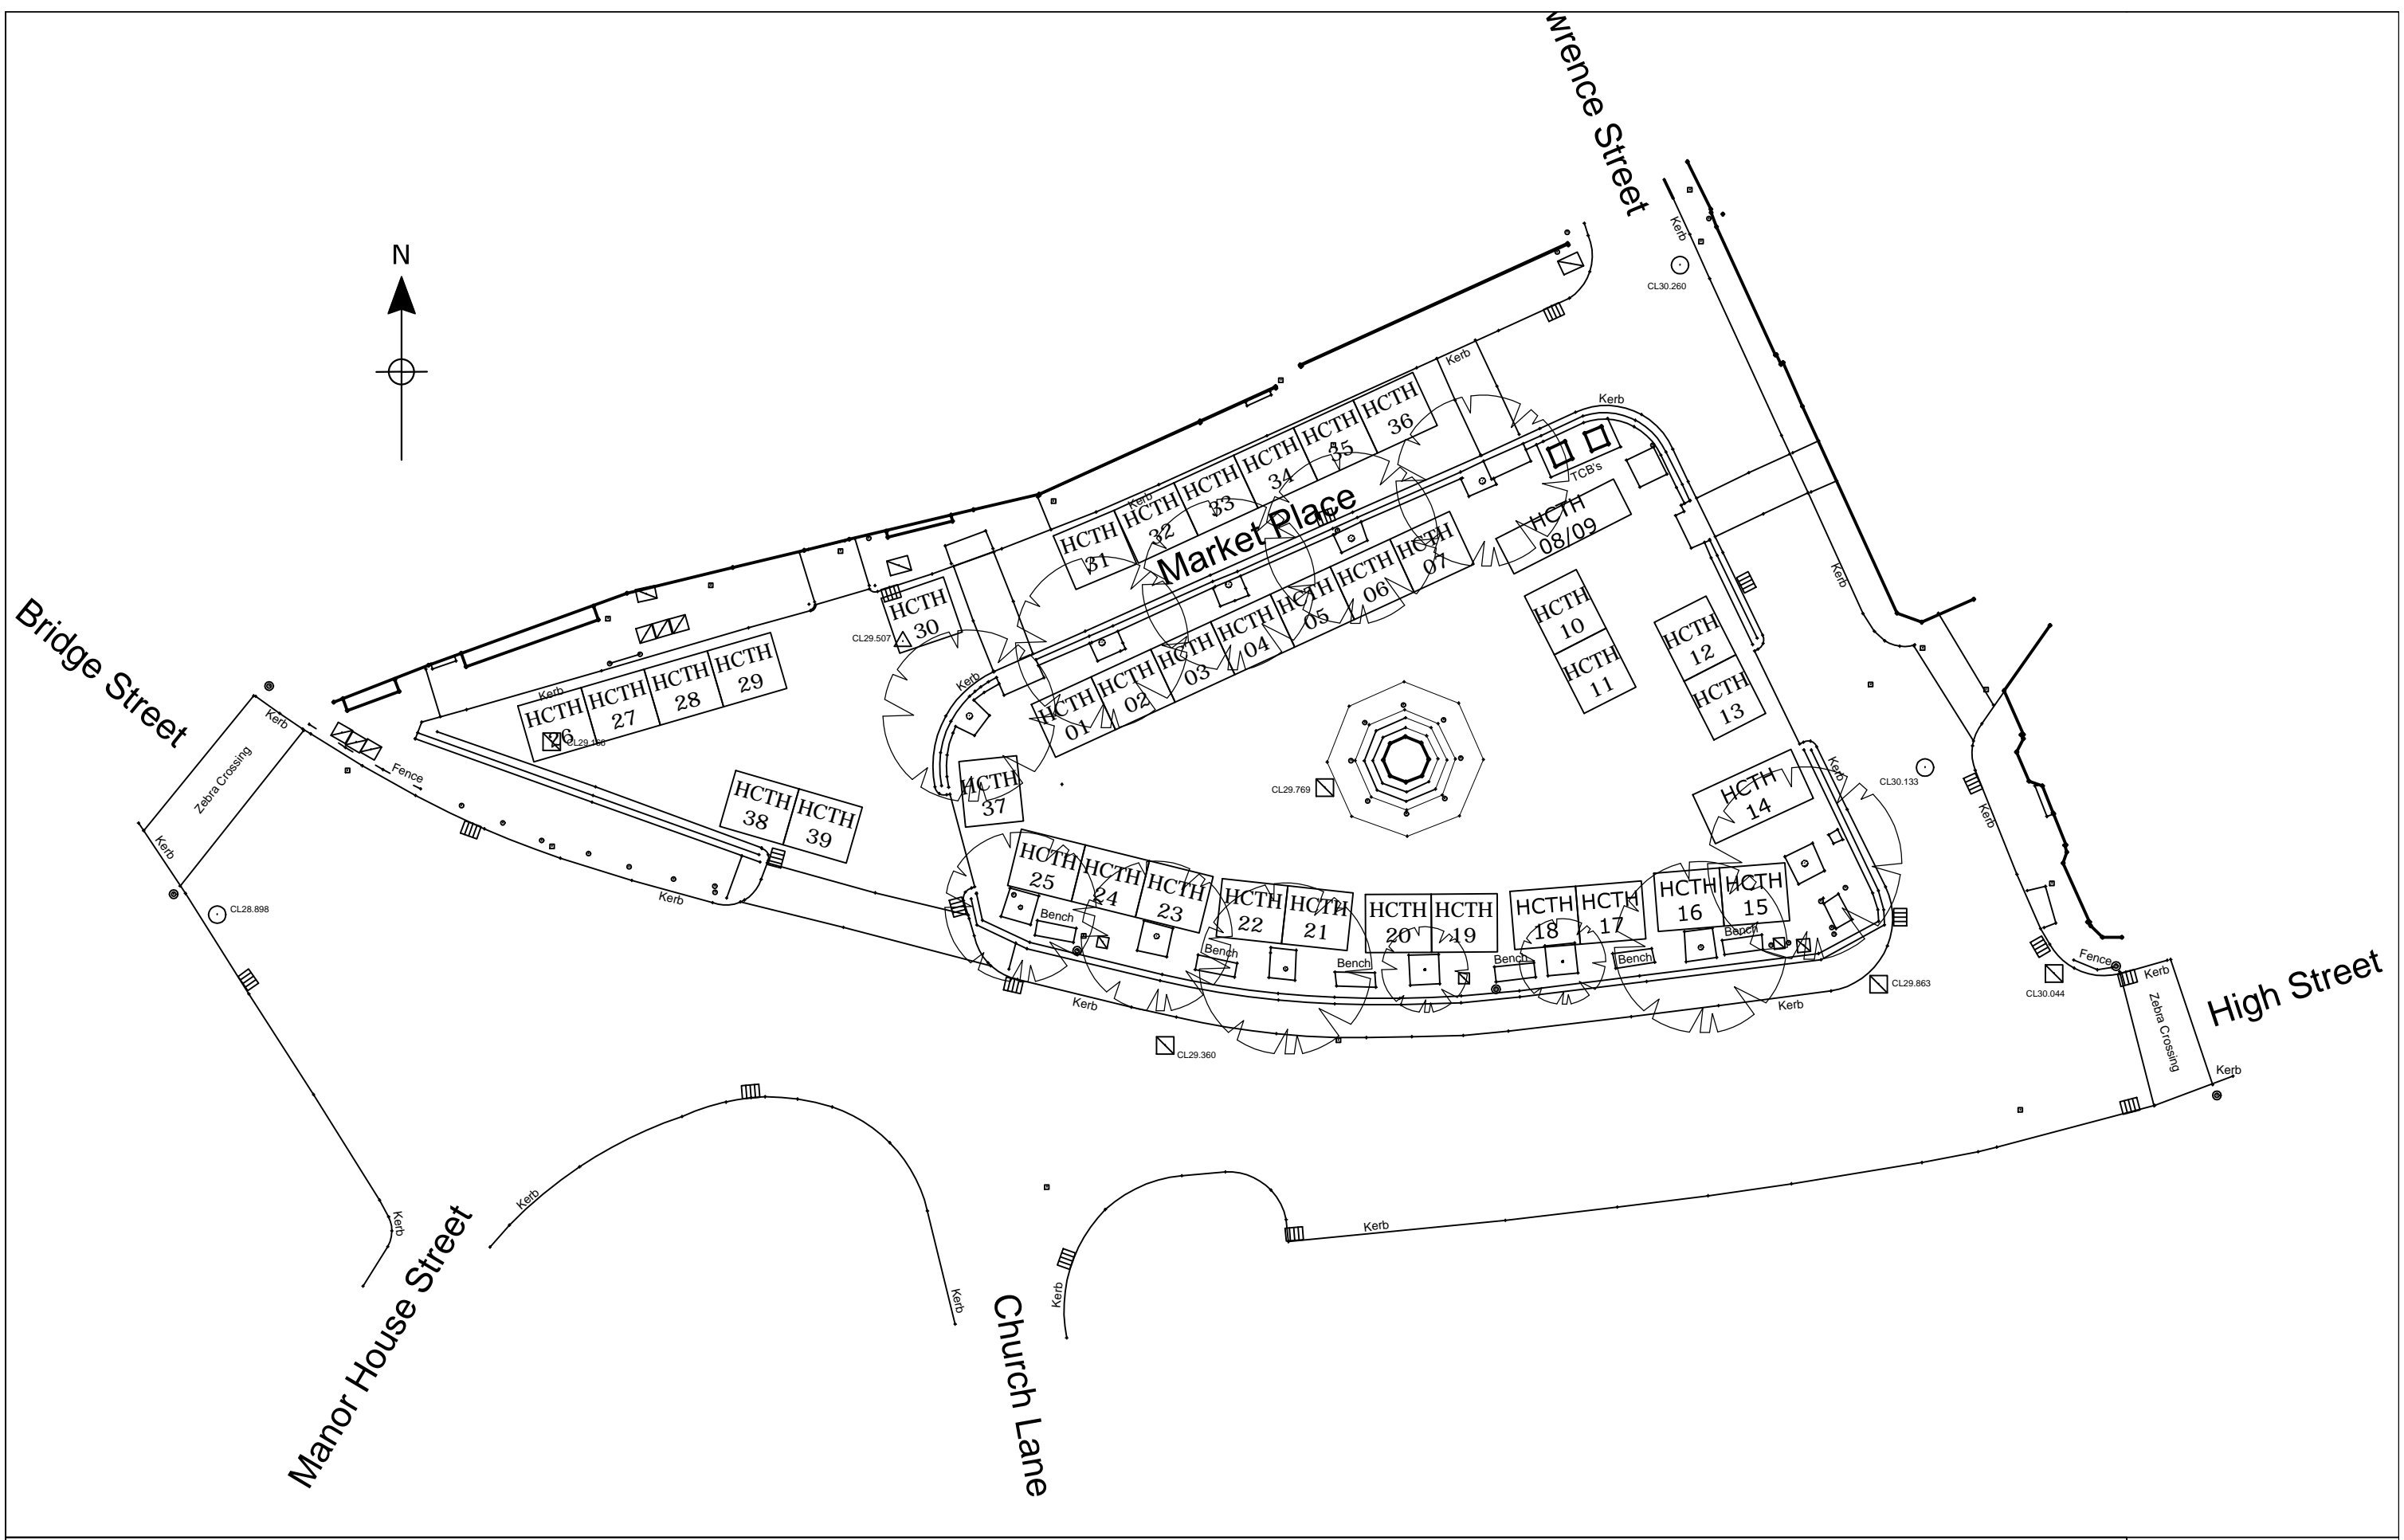 wrence Street
Kerb
N
CL30.260
Kerb
HCTH
36
HCTH
35
HCTH
34
HCTH
33
HCTH
32
HCTH
31
Kerb
Kerb
TCB's
Market Place
HCTH
08/09
HCTH
07
HCTH
06
HCTH
05
HCTH
04
HCTH
03
HCTH
02
HCTH
01
HCTH
10
HCTH
11
HCTH
12
HCTH
13
Kerb
HCTH
30
CL29.507
Bridge Street
Kerb
Zebra Crossing
Kerb
Fence
Kerb
HCTH
26
CL29.168
HCTH
27
HCTH
28
HCTH
29
Kerb
HCTH
37
HCTH
38
HCTH
39
Kerb
CL29.769
HCTH
14
Kerb
CL30.133
Kerb
HCTH
25
HCTH
24
HCTH
23
HCTH
22
HCTH
21
HCTH
20
HCTH
19
HCTH
18
HCTH
17
HCTH
16
HCTH
15
Bench
Bench
Bench
Bench
Bench
Bench
CL28.898
Kerb
Kerb
CL29.863
CL29.360
CL30.044
Fence
Kerb
Zebra Crossing
Kerb
High Street
Kerb
Kerb
Kerb
Kerb
Kerb
Manor House Street
Church Lane